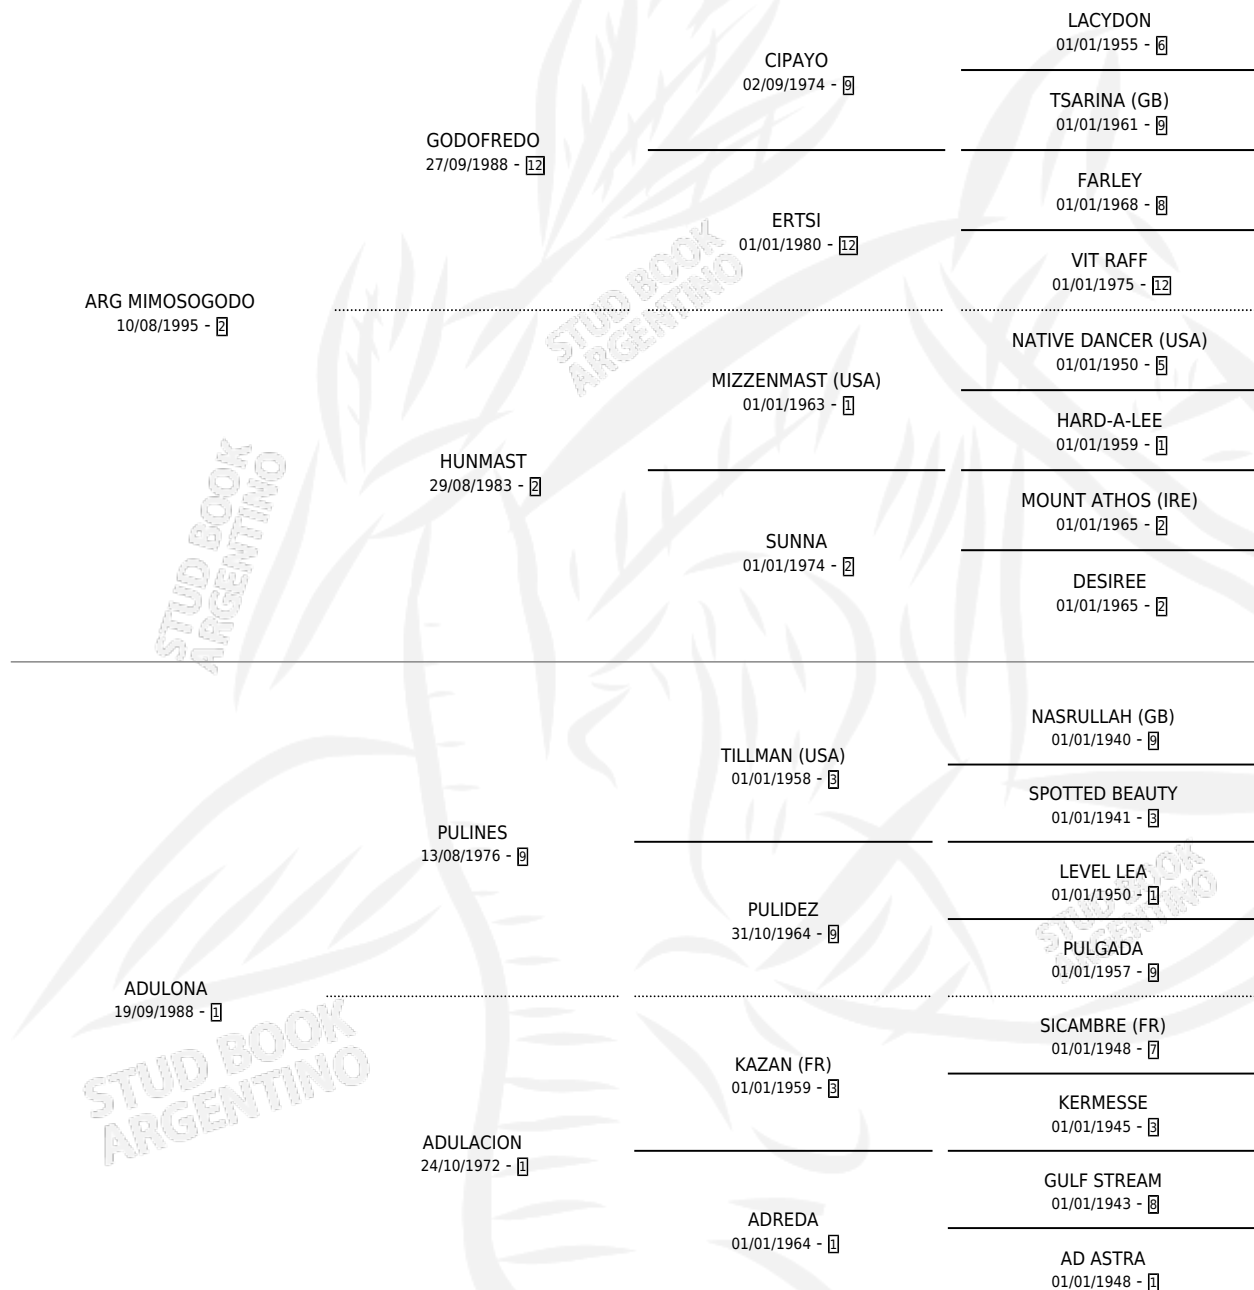 LACYDON
01/01/1955 - 6
CIPAYO
02/09/1974 - 9
TSARINA (GB)
01/01/1961 - 9
GODOFREDO
27/09/1988 - 12
FARLEY
01/01/1968 - 8
ERTSI
01/01/1980 - 12
VIT RAFF
01/01/1975 - 12
STUD BOOK
ARGENTINO
ARG MIMOSOGODO
10/08/1995 - 2
NATIVE DANCER (USA)
01/01/1950 - 5
MIZZENMAST (USA)
01/01/1963 - 1
HARD-A-LEE
01/01/1959 - 1
HUNMAST
29/08/1983 - 2
MOUNT ATHOS (IRE)
01/01/1965 - 2
SUNNA
01/01/1974 - 2
DESIREE
01/01/1965 - 2
STUD BOOK
ARGENTINO
NASRULLAH (GB)
01/01/1940 - 9
TILLMAN (USA)
01/01/1958 - 3
SPOTTED BEAUTY
01/01/1941 - 3
PULINES
13/08/1976 - 9
LEVEL LEA
01/01/1950 - 1
PULIDEZ
31/10/1964 - 9
PULGADA
01/01/1957 - 9
STUD BOOK
ARGENTINO
ADULONA
19/09/1988 - 1
SICAMBRE (FR)
01/01/1948 - 7
KAZAN (FR)
01/01/1959 - 3
KERMESSE
01/01/1945 - 3
STUD BOOK
ARGENTINO
ADULACION
24/10/1972 - 1
GULF STREAM
01/01/1943 - 8
ADREDA
01/01/1964 - 1
AD ASTRA
01/01/1948 - 1